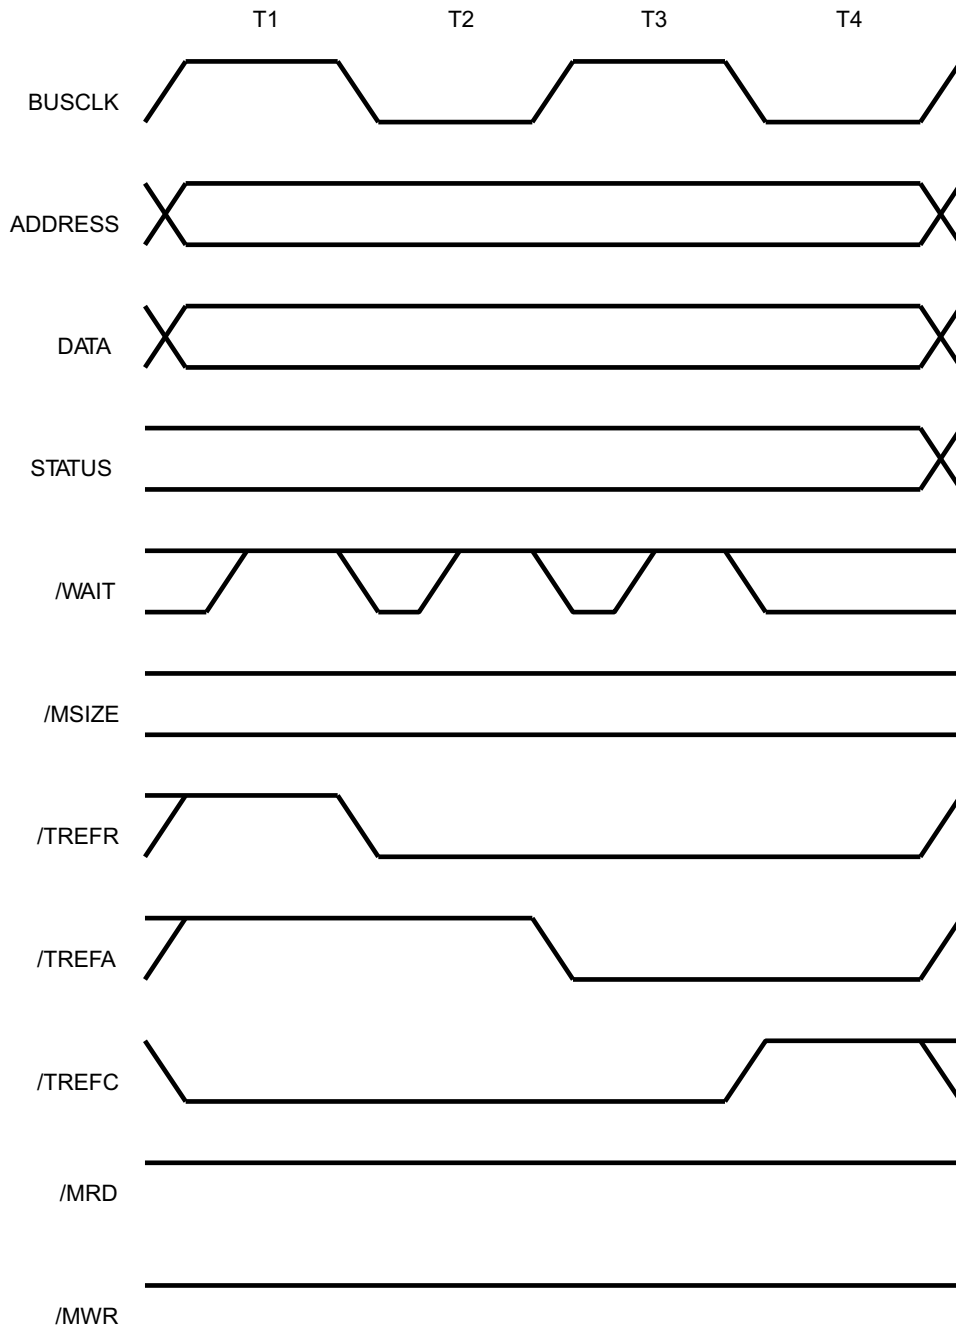 T1 T2 T3 T4
BUSCLK
ADDRESS
DATA
STATUS
/WAIT
/MSIZE
/TREFR
/TREFA
/TREFC
/MRD
/MWR